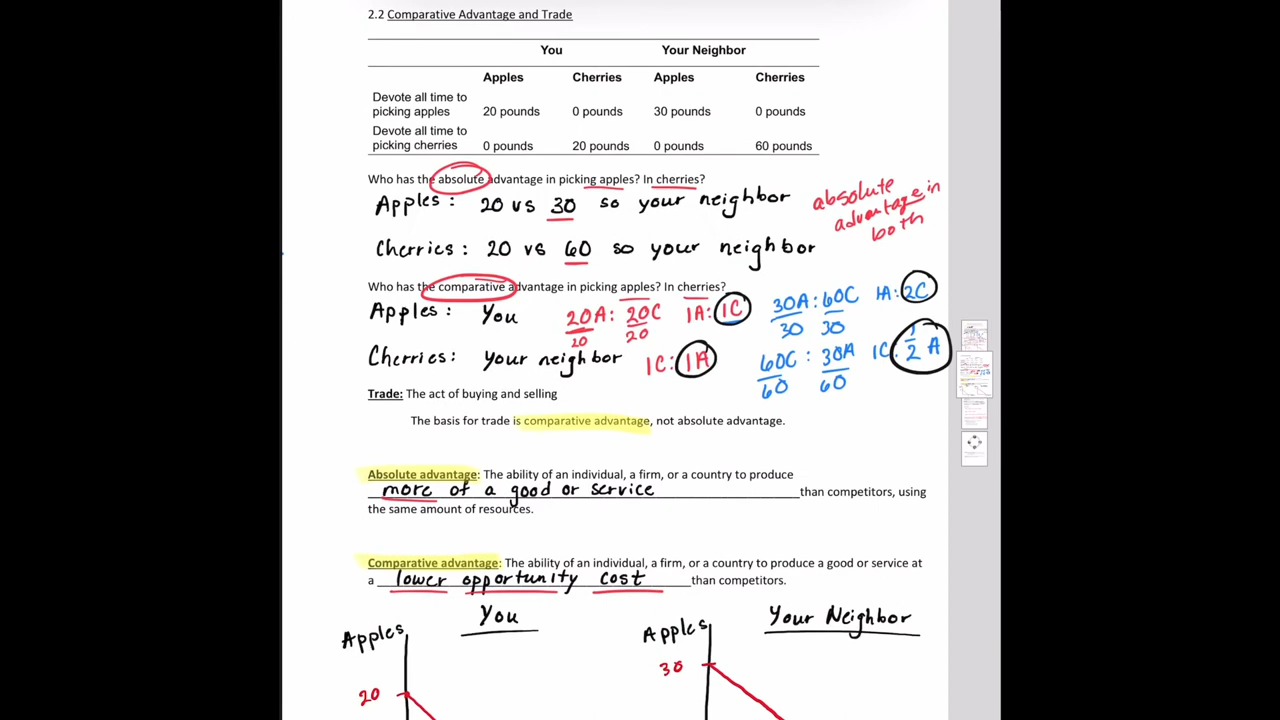 2.2 Comparative Advantage and Trade
You Your Neighbor
Apples Cherries Apples Cherries
Devote all time to
picking apples 20 pounds 0 pounds 30 pounds 0 pounds
Devote all time to
picking cherries 0 pounds 20 pounds 0 pounds 60 pounds
Who has the absolute advantage in picking apples? In cherries?
Apples: 20 vs 30 so your neighbor
absolute
advantage in
both
Cherries: 20 vs 60 so your neighbor
Who has the comparative advantage in picking apples? In cherries?
Apples: You 20A: 20C 1A: 1C 30A: 60C 1A: 2C
20 20 30 30
Cherries: your neighbor 1C: 1A 60C: 30A 1C: 1/2 A
60 60
Trade: The act of buying and selling
The basis for trade is comparative advantage, not absolute advantage.
Absolute advantage: The ability of an individual, a firm, or a country to produce
more of a good or service than competitors, using
the same amount of resources.
Comparative advantage: The ability of an individual, a firm, or a country to produce a good or service at
a lower opportunity cost than competitors.
You Your Neighbor
Apples Apples
20 30